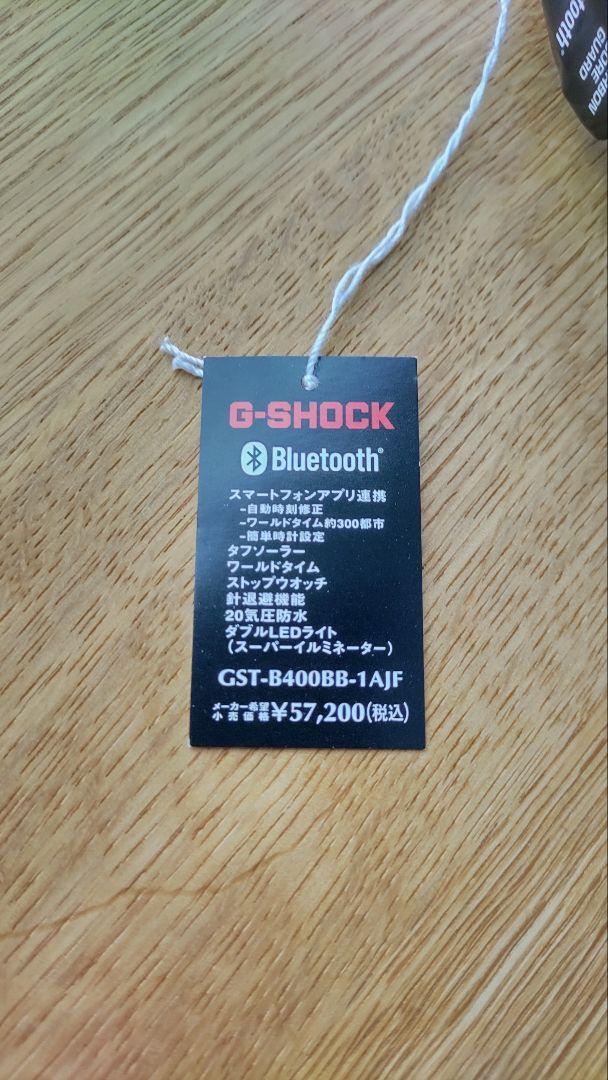 CARBON
CORE
GUARD
Bluetooth
G-SHOCK
Bluetooth®
スマートフォンアプリ連携
-自動時刻修正
-ワールドタイム約300都市
-簡単時計設定
タフソーラー
ワールドタイム
ストップウオッチ
針退避機能
20気圧防水
ダブルLEDライト
(スーパーイルミネーター)
GST-B400BB-1AJF
メーカー希望
小売価格 ¥57,200(税込)